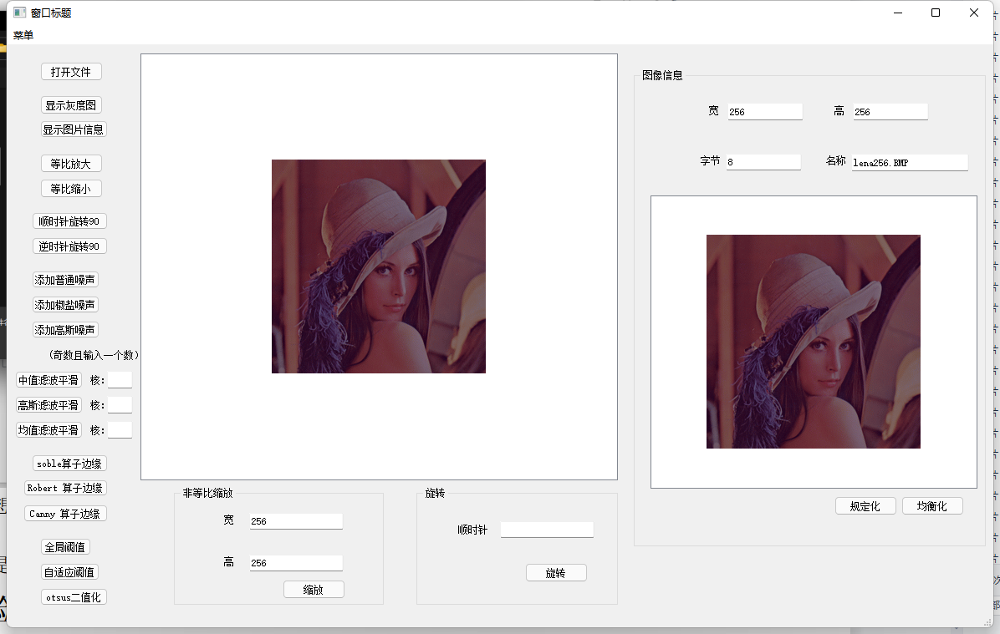 窗口标题
菜单
打开文件
显示灰度图
显示图片信息
等比放大
等比缩小
顺时针旋转90
逆时针旋转90
添加普通噪声
添加椒盐噪声
添加高斯噪声
(奇数且输入一个数)
中值滤波平滑 核:
高斯滤波平滑 核:
均值滤波平滑 核:
soble算子边缘
Robert 算子边缘
Canny 算子边缘
全局阈值
自适应阈值
otsus二值化
非等比缩放
宽 256
高 256
缩放
旋转
顺时针
旋转
图像信息
宽 256 高 256
字节 8 名称 lena256.BMP
规定化 均衡化